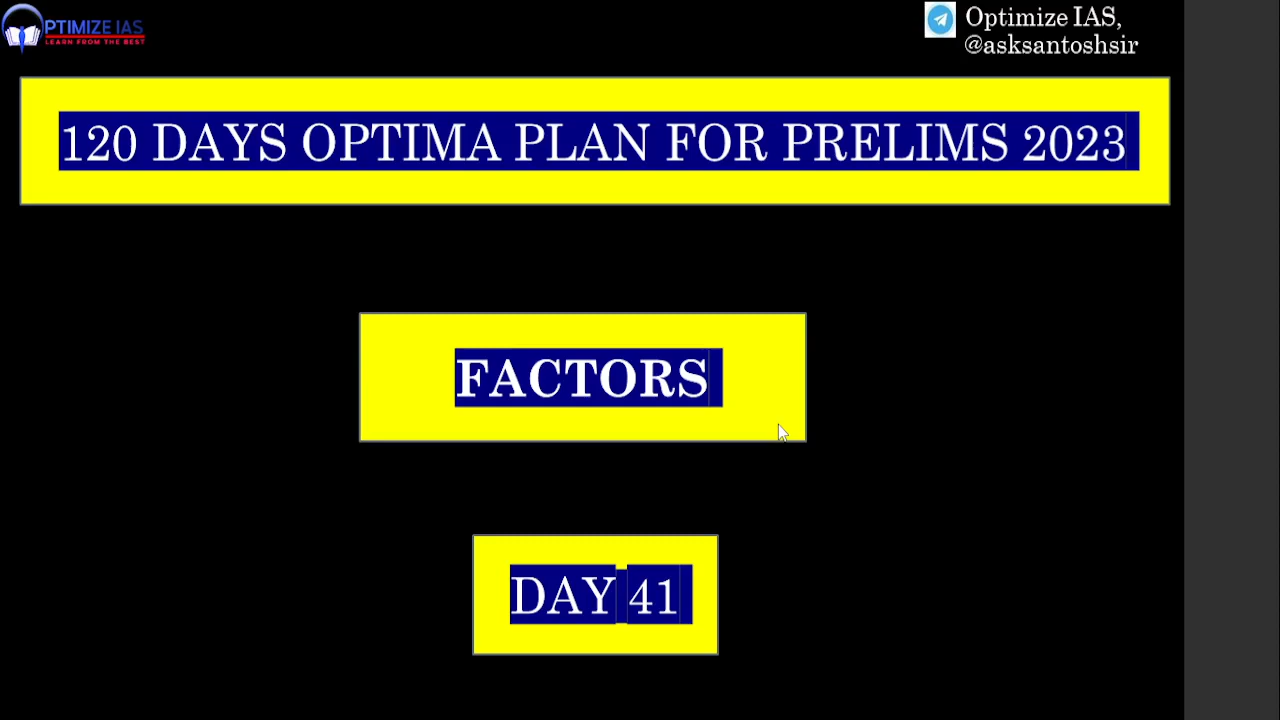 PTIMIZE IAS
LEARN FROM THE BEST
Optimize IAS,
@asksantoshsir
120 DAYS OPTIMA PLAN FOR PRELIMS 2023
FACTORS
DAY 41